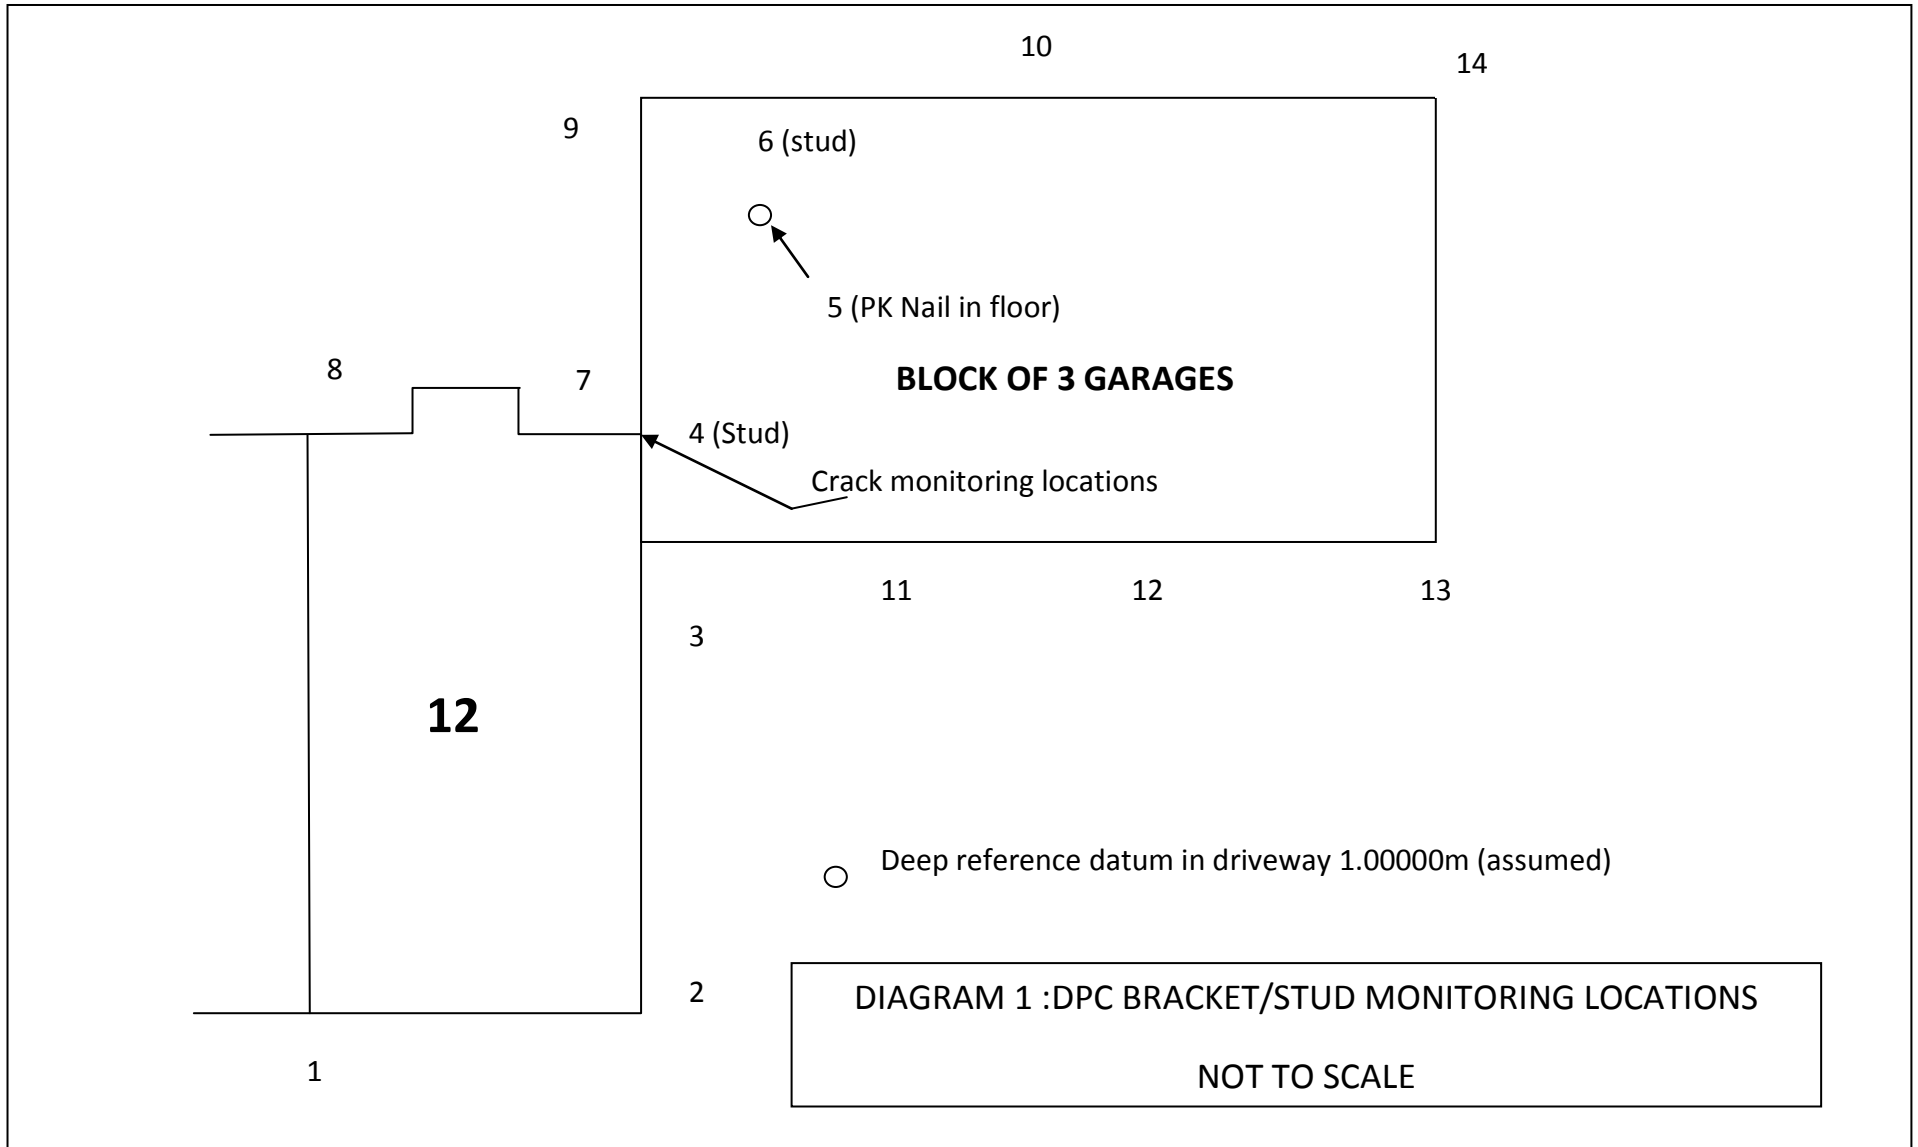 10
14
9
6 (stud)
5 (PK Nail in floor)
8
7
BLOCK OF 3 GARAGES
4 (Stud)
Crack monitoring locations
11
12
13
3
12
Deep reference datum in driveway 1.00000m (assumed)
2
DIAGRAM 1 :DPC BRACKET/STUD MONITORING LOCATIONS
NOT TO SCALE
1